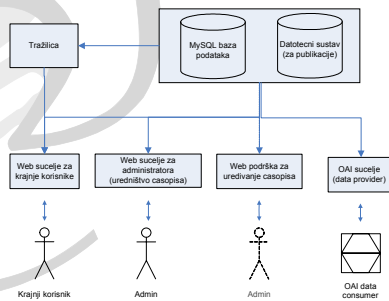 Tražilica
MySQL baza
podataka
Datotecni sustav
(za publikacije)
Web sucelje za
krajnje korisnike
Web sucelje za
administratora
(uredništvo casopisa)
Web podrška za
uredivanje casopisa
OAI sucelje
(data provider)
Krajnji korisnik
Admin
Admin
OAI data
consumer